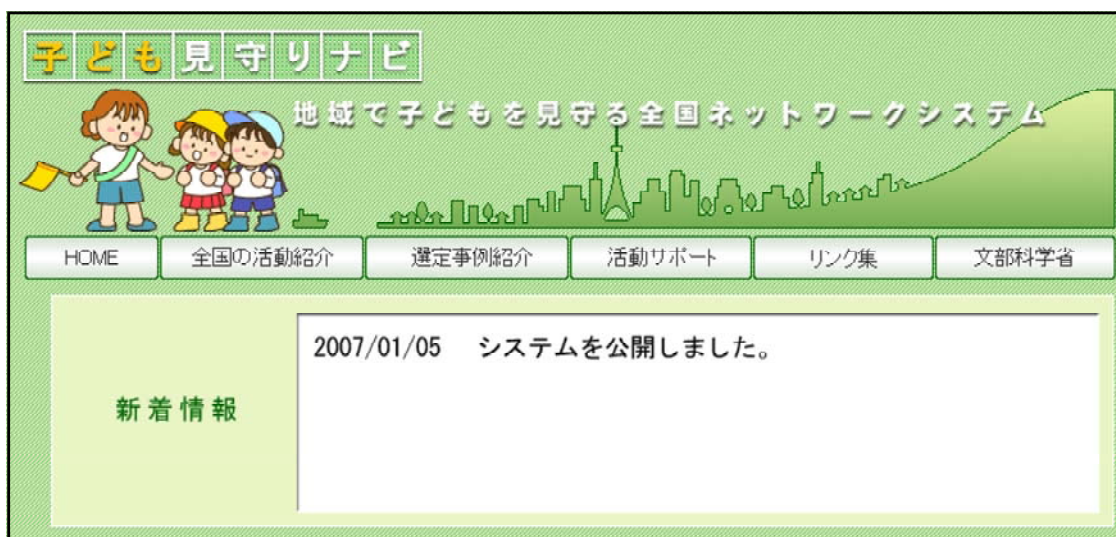 子ども見守りナビ
地域で子どもを見守る全国ネットワークシステム
HOME 全国の活動紹介 選定事例紹介 活動サポート リンク集 文部科学省
2007/01/05 システムを公開しました。
新着情報